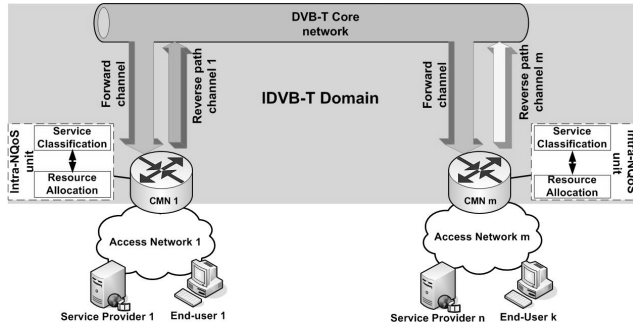 DVB-T Core
network
Forward
channel
Reverse path
channel 1
IDVB-T Domain
Forward
channel
Reverse path
channel m
Intra-NQoS
unit
Service
Classification
Resource
Allocation
CMN 1
CMN m
Service
Classification
Resource
Allocation
Intra-NQoS
unit
Access Network 1
Access Network m
Service Provider 1
End-user 1
Service Provider n
End-User k